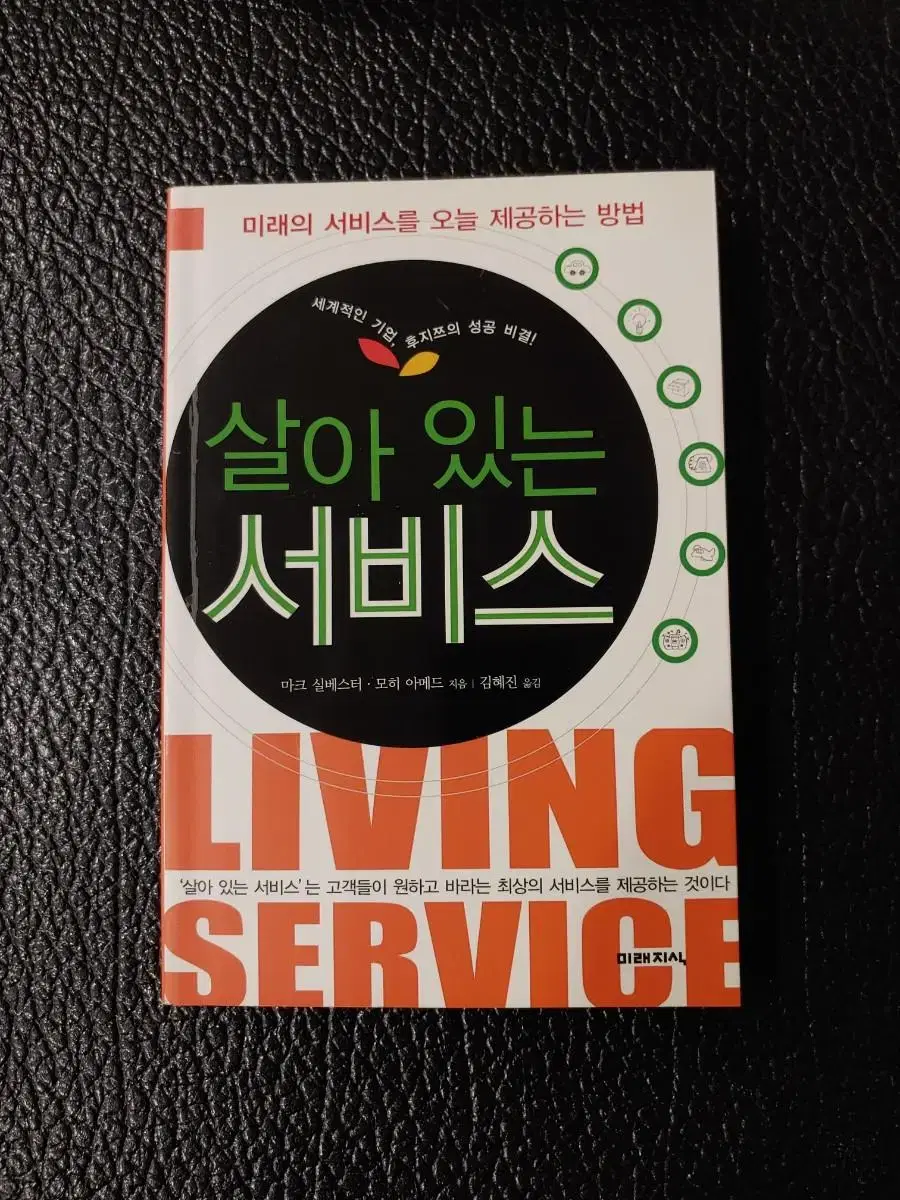 미래의 서비스를 오늘 제공하는 방법
세계적인 기업, 후지쯔의 성공 비결!
살아 있는
서비스
마크 실베스터 · 모히 아메드 지음 | 김혜진 옮김
LIVING
'살아 있는 서비스'는 고객들이 원하고 바라는 최상의 서비스를 제공하는 것이다
SERVICE
미래지식